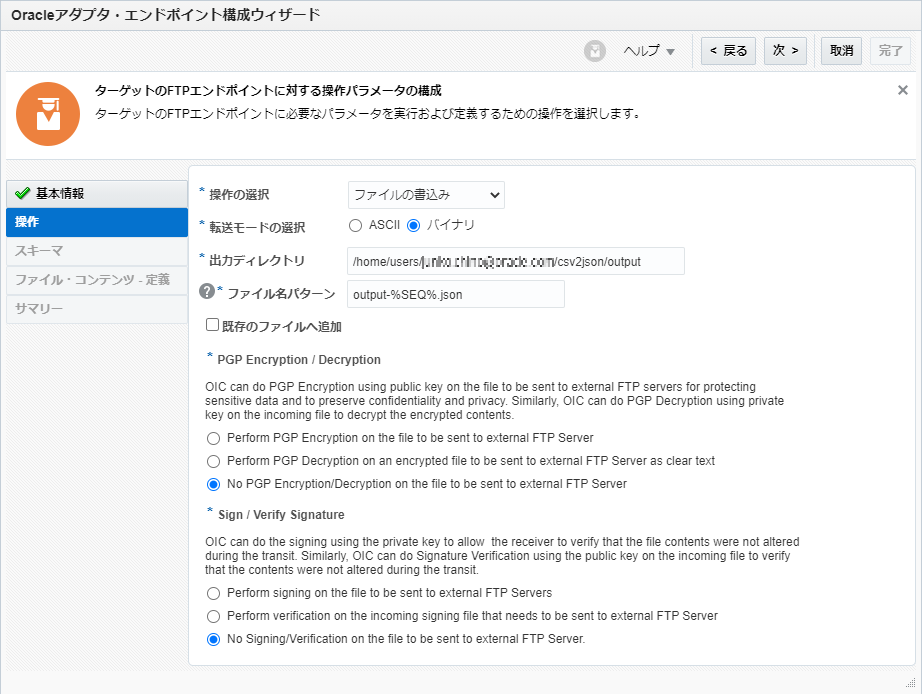 Oracleアダプタ・エンドポイント構成ウィザード
ヘルプ
< 戻る
次 >
取消
完了
ターゲットのFTPエンドポイントに対する操作パラメータの構成
ターゲットのFTPエンドポイントに必要なパラメータを実行および定義するための操作を選択します。
基本情報
操作
スキーマ
ファイル・コンテンツ - 定義
サマリー
* 操作の選択 ファイルの書込み
* 転送モードの選択 ASCII バイナリ
* 出力ディレクトリ /home/users/ /csv2json/output
? * ファイル名パターン output-%SEQ%.json
既存のファイルへ追加
* PGP Encryption / Decryption
OIC can do PGP Encryption using public key on the file to be sent to external FTP servers for protecting
sensitive data and to preserve confidentiality and privacy. Similarly, OIC can do PGP Decryption using private
key on the incoming file to decrypt the encrypted contents.
Perform PGP Encryption on the file to be sent to external FTP Server
Perform PGP Decryption on an encrypted file to be sent to external FTP Server as clear text
No PGP Encryption/Decryption on the file to be sent to external FTP Server
* Sign / Verify Signature
OIC can do the signing using the private key to allow the receiver to verify that the file contents were not altered
during the transit. Similarly, OIC can do Signature Verification using the public key on the incoming file to verify
that the contents were not altered during the transit.
Perform signing on the file to be sent to external FTP Servers
Perform verification on the incoming signing file that needs to be sent to external FTP Server
No Signing/Verification on the file to be sent to external FTP Server.